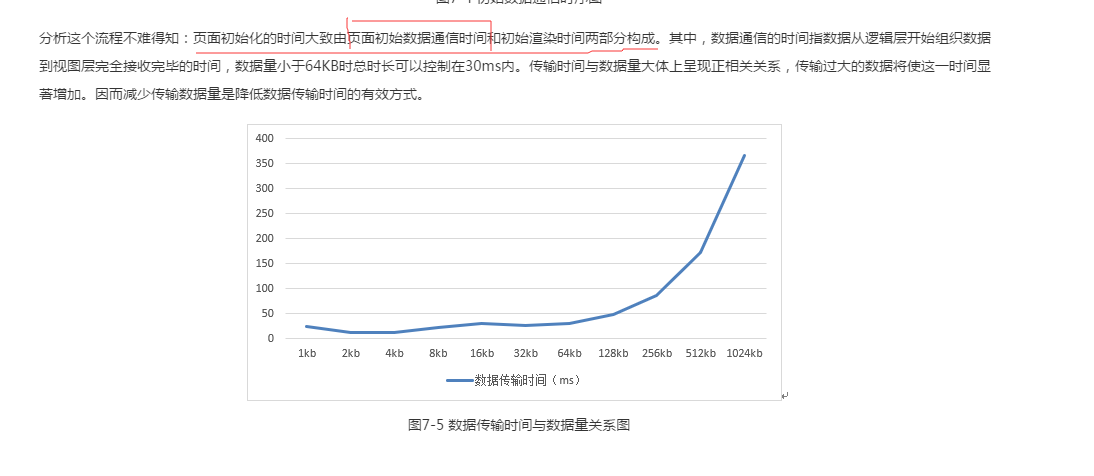 图7-4 初始数据通信时序图
分析这个流程不难得知：页面初始化的时间大致由页面初始数据通信时间和初始渲染时间两部分构成。其中，数据通信的时间指数据从逻辑层开始组织数据
到视图层完全接收完毕的时间，数据量小于64KB时总时长可以控制在30ms内。传输时间与数据量大体上呈现正相关关系，传输过大的数据将使这一时间显
著增加。因而减少传输数据量是降低数据传输时间的有效方式。
400
350
300
250
200
150
100
50
0
1kb 2kb 4kb 8kb 16kb 32kb 64kb 128kb 256kb 512kb 1024kb
数据传输时间（ms）
图7-5 数据传输时间与数据量关系图